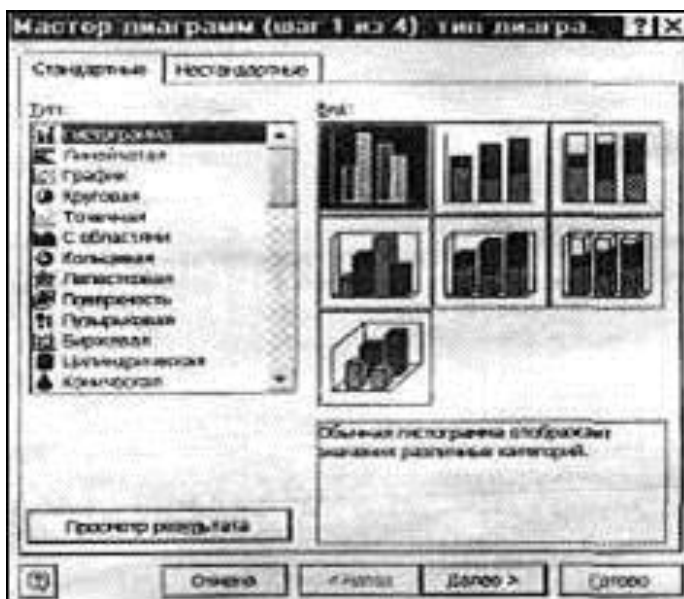 Мастер диаграмм (шаг 1 из 4): тип диагра.
Стандартные Нестандартные
Тип:
Гистограмма
Линейчатая
График
Круговая
Точечная
С областями
Кольцевая
Лепестковая
Поверхность
Пузырьковая
Биржевая
Цилиндрическая
Коническая
Вид:
Обычная гистограмма отображает
значения различных категорий.
Просмотр результата
Отмена < Назад Далее > Готово